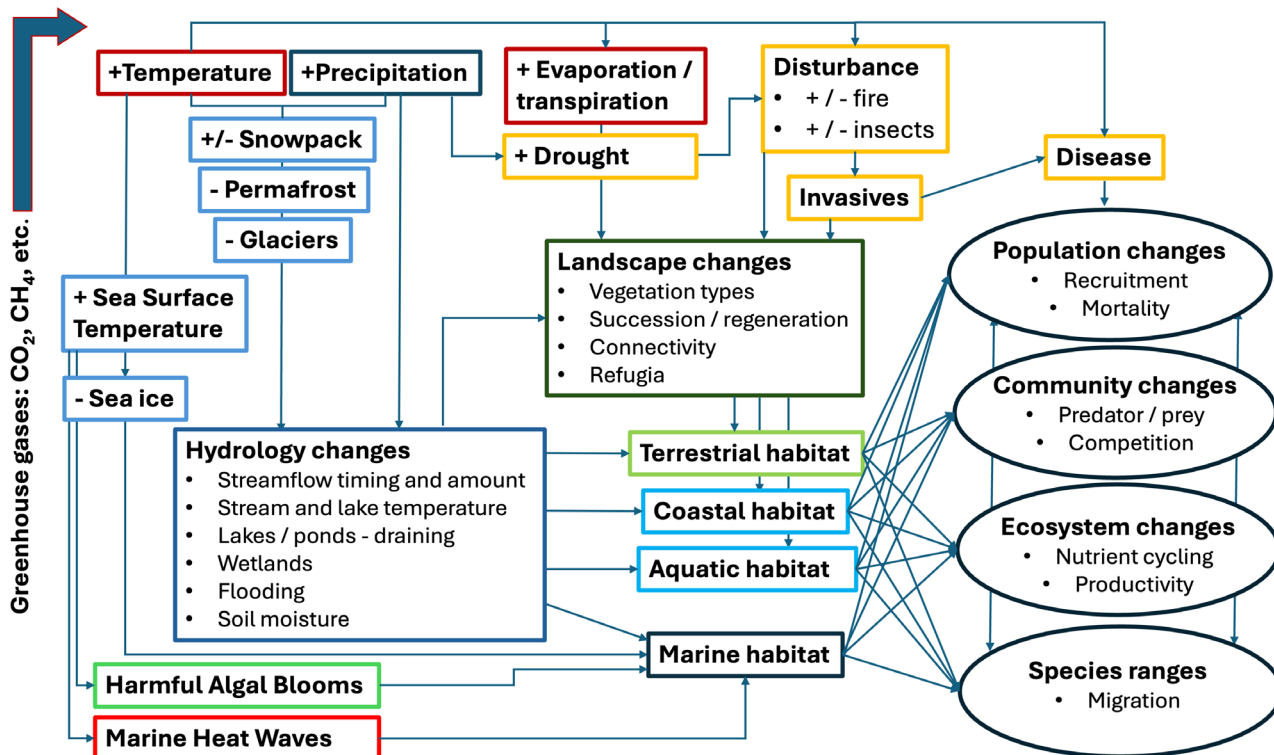 Greenhouse gases: CO₂, CH₄, etc.
+Temperature
+Precipitation
+ Evaporation /
transpiration
Disturbance
• + / - fire
• + / - insects
+/- Snowpack
+ Drought
Disease
- Permafrost
Invasives
- Glaciers
+ Sea Surface
Temperature
- Sea ice
Landscape changes
• Vegetation types
• Succession / regeneration
• Connectivity
• Refugia
Population changes
• Recruitment
• Mortality
Community changes
• Predator / prey
• Competition
Hydrology changes
• Streamflow timing and amount
• Stream and lake temperature
• Lakes / ponds - draining
• Wetlands
• Flooding
• Soil moisture
Terrestrial habitat
Coastal habitat
Aquatic habitat
Marine habitat
Ecosystem changes
• Nutrient cycling
• Productivity
Species ranges
• Migration
Harmful Algal Blooms
Marine Heat Waves